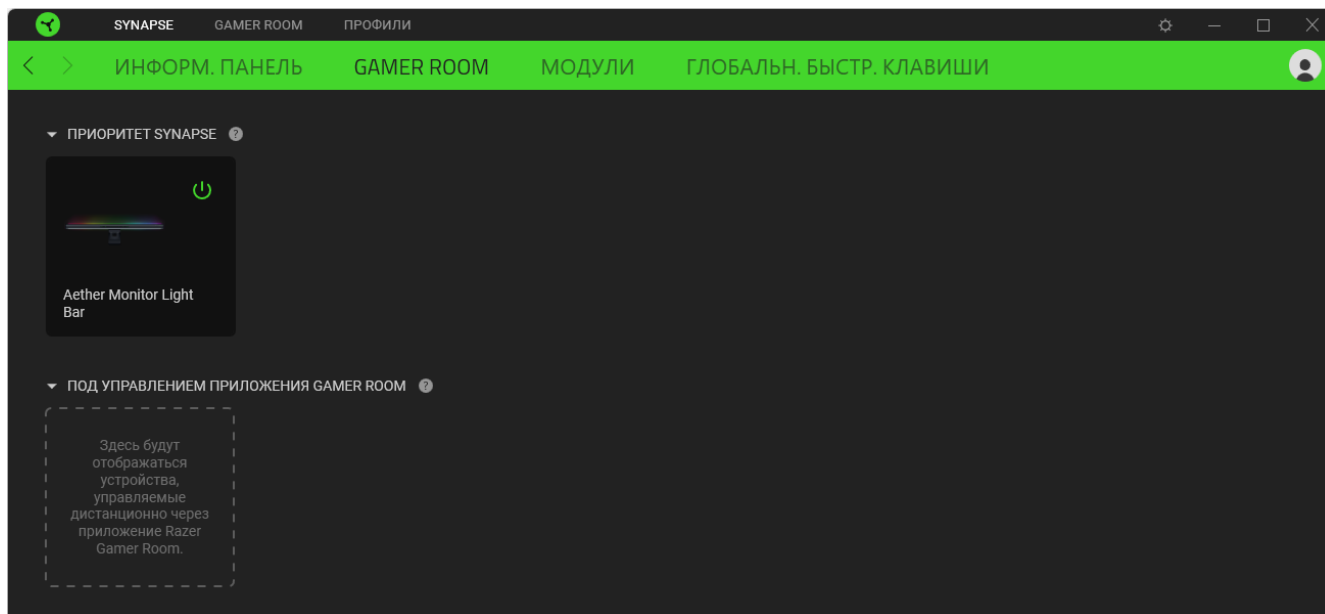 SYNAPSE GAMER ROOM ПРОФИЛИ
ИНФОРМ. ПАНЕЛЬ GAMER ROOM МОДУЛИ ГЛОБАЛЬН. БЫСТР. КЛАВИШИ
ПРИОРИТЕТ SYNAPSE ?
Aether Monitor Light
Bar
ПОД УПРАВЛЕНИЕМ ПРИЛОЖЕНИЯ GAMER ROOM ?
Здесь будут
отображаться
устройства,
управляемые
дистанционно через
приложение Razer
Gamer Room.